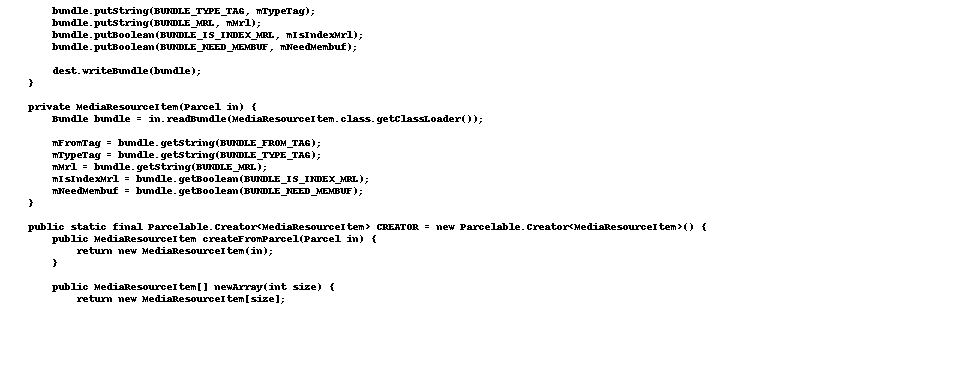 bundle.putString(BUNDLE_TYPE_TAG, mTypeTag);
bundle.putString(BUNDLE_MRL, mMrl);
bundle.putBoolean(BUNDLE_IS_INDEX_MRL, mIsIndexMrl);
bundle.putBoolean(BUNDLE_NEED_MEMBUF, mNeedMembuf);
dest.writeBundle(bundle);
}
private MediaResourceItem(Parcel in) {
Bundle bundle = in.readBundle(MediaResourceItem.class.getClassLoader());
mFromTag = bundle.getString(BUNDLE_FROM_TAG);
mTypeTag = bundle.getString(BUNDLE_TYPE_TAG);
mMrl = bundle.getString(BUNDLE_MRL);
mIsIndexMrl = bundle.getBoolean(BUNDLE_IS_INDEX_MRL);
mNeedMembuf = bundle.getBoolean(BUNDLE_NEED_MEMBUF);
}
public static final Parcelable.Creator<MediaResourceItem> CREATOR = new Parcelable.Creator<MediaResourceItem>() {
public MediaResourceItem createFromParcel(Parcel in) {
return new MediaResourceItem(in);
}
public MediaResourceItem[] newArray(int size) {
return new MediaResourceItem[size];